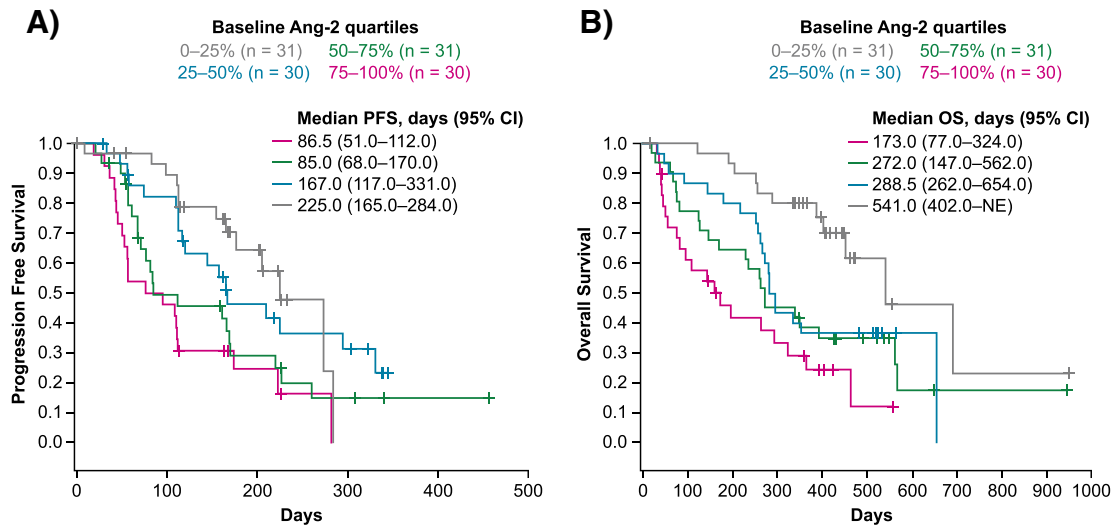 A)
Baseline Ang-2 quartiles
0–25% (n = 31) 50–75% (n = 31)
25–50% (n = 30) 75–100% (n = 30)
Median PFS, days (95% CI)
86.5 (51.0–112.0)
85.0 (68.0–170.0)
167.0 (117.0–331.0)
225.0 (165.0–284.0)
Progression Free Survival
1.0
0.9
0.8
0.7
0.6
0.5
0.4
0.3
0.2
0.1
0.0
0 100 200 300 400 500
Days
B)
Baseline Ang-2 quartiles
0–25% (n = 31) 50–75% (n = 31)
25–50% (n = 30) 75–100% (n = 30)
Median OS, days (95% CI)
173.0 (77.0–324.0)
272.0 (147.0–562.0)
288.5 (262.0–654.0)
541.0 (402.0–NE)
Overall Survival
1.0
0.9
0.8
0.7
0.6
0.5
0.4
0.3
0.2
0.1
0.0
0 100 200 300 400 500 600 700 800 900 1000
Days